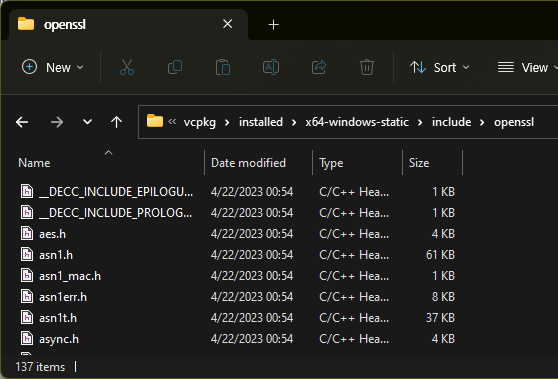 openssl
New Sort View
vcpkg installed x64-windows-static include openssl
Name Date modified Type Size
__DECC_INCLUDE_EPILOGU... 4/22/2023 00:54 C/C++ Hea... 1 KB
__DECC_INCLUDE_PROLOG... 4/22/2023 00:54 C/C++ Hea... 1 KB
aes.h 4/22/2023 00:54 C/C++ Hea... 4 KB
asn1.h 4/22/2023 00:54 C/C++ Hea... 61 KB
asn1_mac.h 4/22/2023 00:54 C/C++ Hea... 1 KB
asn1err.h 4/22/2023 00:54 C/C++ Hea... 8 KB
asn1t.h 4/22/2023 00:54 C/C++ Hea... 37 KB
async.h 4/22/2023 00:54 C/C++ Hea... 4 KB
137 items